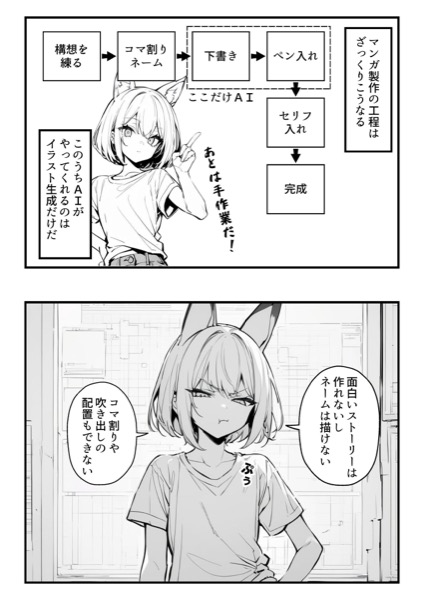 マンガ製作の工程は
ざっくりこうなる
構想を
練る
コマ割り
ネーム
下書き
ペン入れ
ここだけAI
セリフ
入れ
完成
このうちAIが
やってくれるのは
イラスト生成だけだ
あとは手作業だ!
面白いストーリーは
作れないし
ネームは描けない
コマ割りや
吹き出しの
配置もできない
ぷぅ